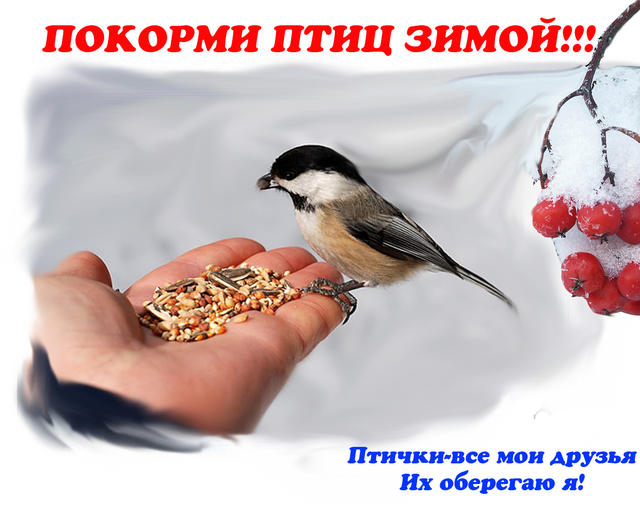 ПОКОРМИ ПТИЦ ЗИМОЙ!!!
Птички-все мои друзья
Их оберегаю я!